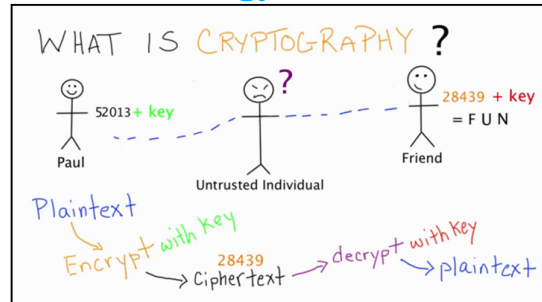 WHAT IS CRYPTOGRAPHY ?
?
52013 + key
28439 + key
= F U N
Paul
Untrusted Individual
Friend
Plaintext
Encrypt with key
28439
Ciphertext
decrypt with key
plaintext